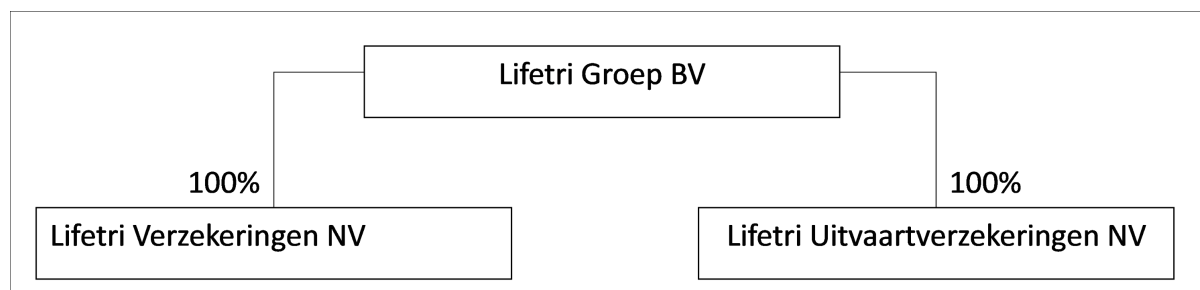 Lifetri Groep BV
100%
100%
Lifetri Verzekeringen NV
Lifetri Uitvaartverzekeringen NV